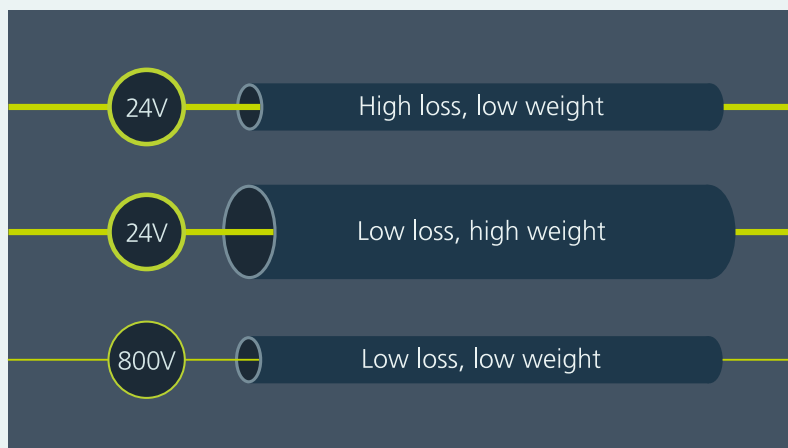 24V
High loss, low weight
24V
Low loss, high weight
800V
Low loss, low weight